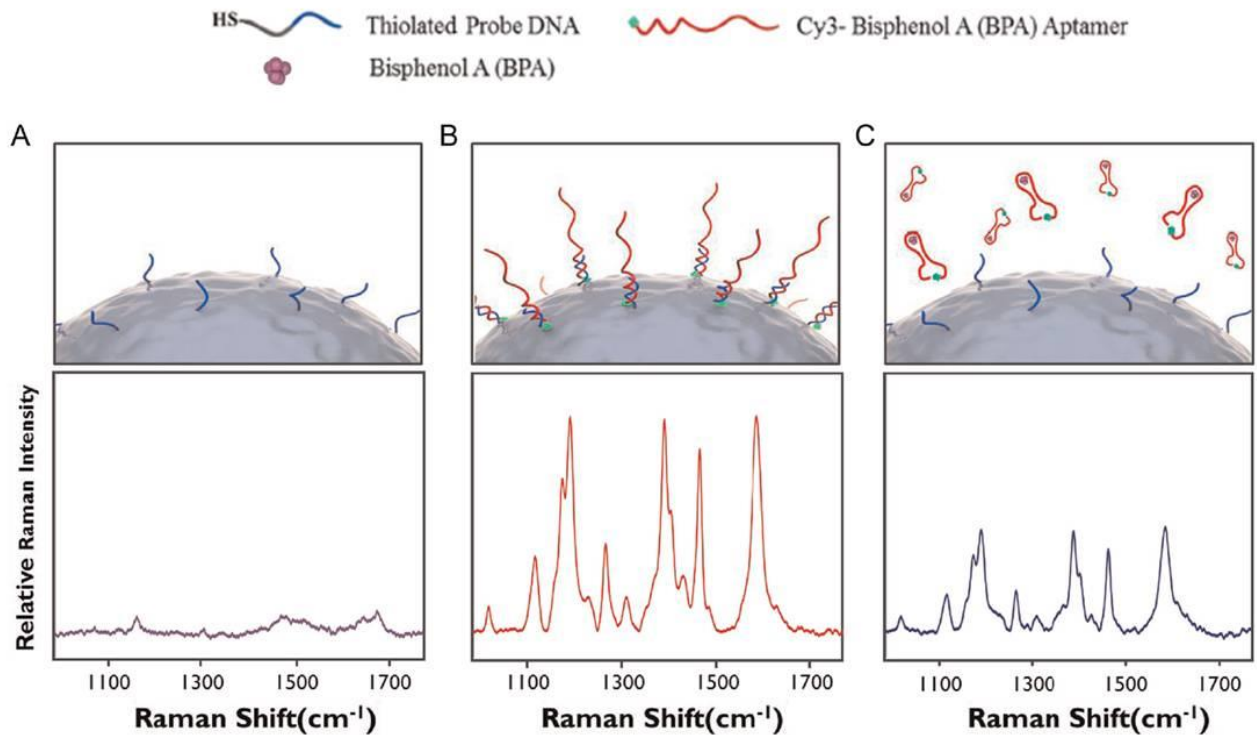 HS Thiolated Probe DNA Cy3- Bisphenol A (BPA) Aptamer
Bisphenol A (BPA)
A B C
Relative Raman Intensity
1100 1300 1500 1700 1100 1300 1500 1700 1100 1300 1500 1700
Raman Shift(cm⁻¹) Raman Shift(cm⁻¹) Raman Shift(cm⁻¹)